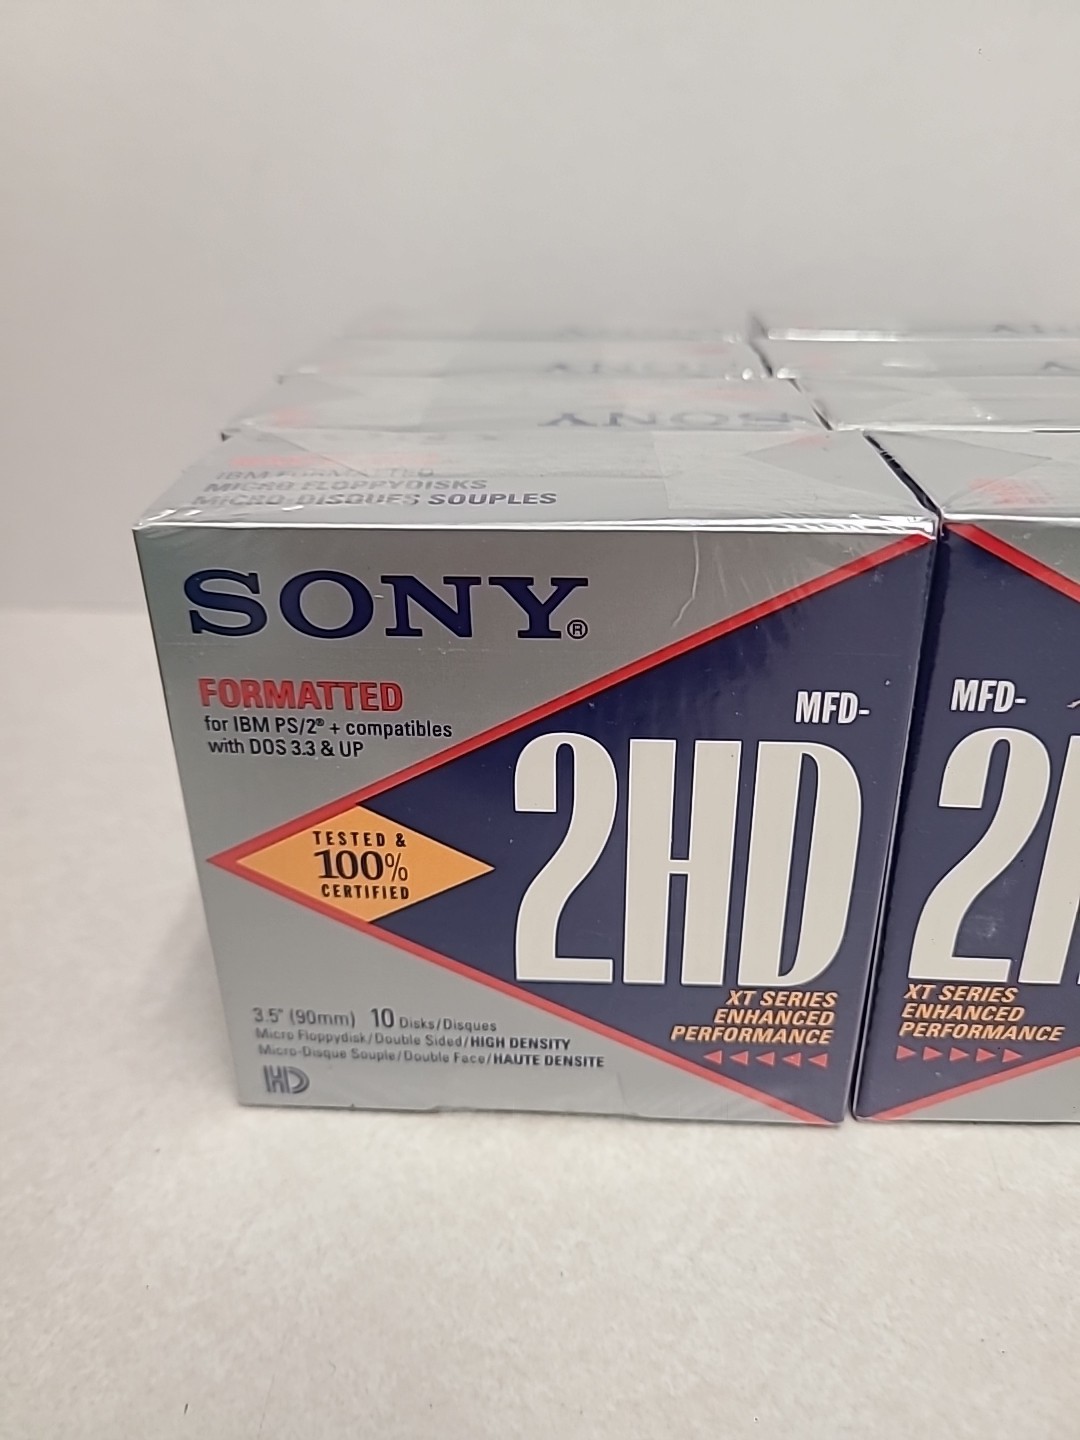 SONY
IBM FORMATTED
MICRO FLOPPYDISKS
MICRO-DISQUES SOUPLES
SONY®
FORMATTED
for IBM PS/2® + compatibles
with DOS 3.3 & UP
TESTED &
100%
CERTIFIED
MFD-
2HD
XT SERIES
ENHANCED
PERFORMANCE
3.5" (90mm) 10 Disks/Disques
Micro Floppydisk/Double Sided/HIGH DENSITY
Micro-Disque Souple/Double Face/HAUTE DENSITE
HD
MFD-
2
XT SERIES
ENHANCED
PERFORMANCE